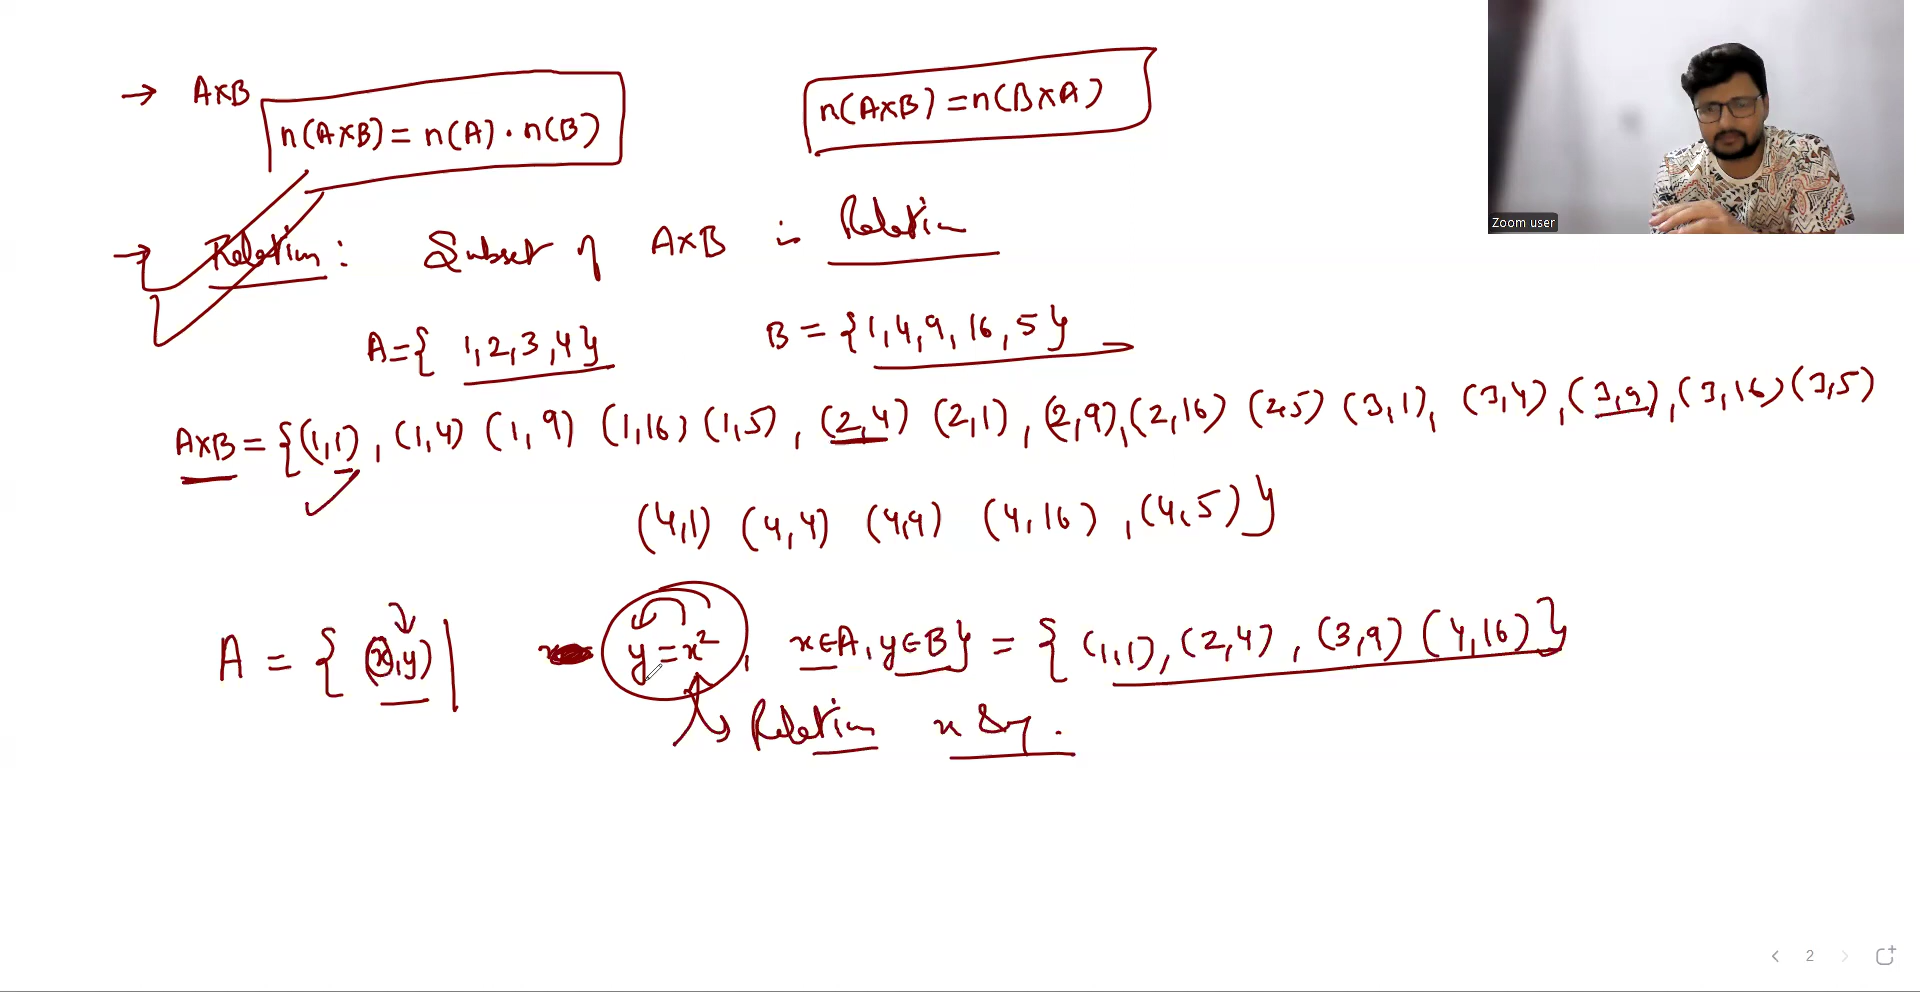 → A×B
n(A×B) = n(A) · n(B)
n(A×B) = n(B×A)
Zoom user
→ Relation : Subset of A×B is Relation
A={ 1,2,3,4} B = {1,4,9,16,5}
A×B = {(1,1), (1,4) (1,9) (1,16) (1,5), (2,4) (2,1), (2,9),(2,16) (2,5) (3,1), (3,4),(3,9),(3,16)(3,5)
(4,1) (4,4) (4,9) (4,16) ,(4,5)}
A = { (x,y) | y=x², x∈A, y∈B} = { (1,1),(2,4), (3,9) (4,16)}
↳ Relation x & y.
2